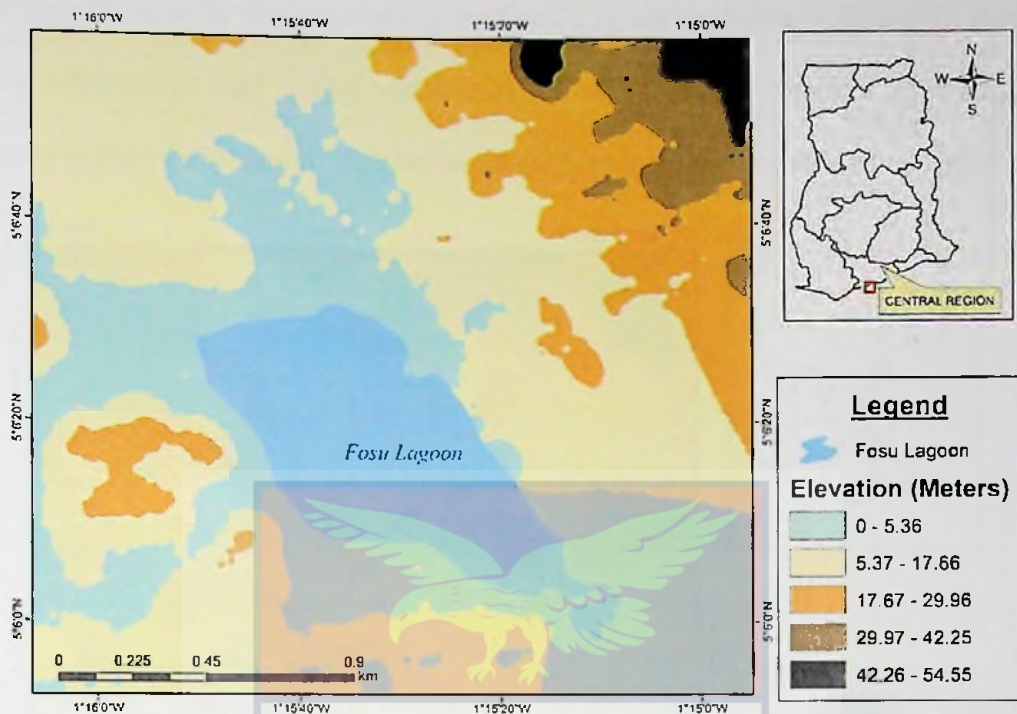 1°16'0"W 1°15'40"W 1°15'20"W 1°15'0"W
5°6'40"N
5°6'20"N
5°6'0"N
Fosu Lagoon
0 0.225 0.45 0.9
km
1°16'0"W 1°15'40"W 1°15'20"W 1°15'0"W
5°6'40"N
5°6'20"N
5°6'0"N
N
W E
S
CENTRAL REGION
Legend
Fosu Lagoon
Elevation (Meters)
0 - 5.36
5.37 - 17.66
17.67 - 29.96
29.97 - 42.25
42.26 - 54.55